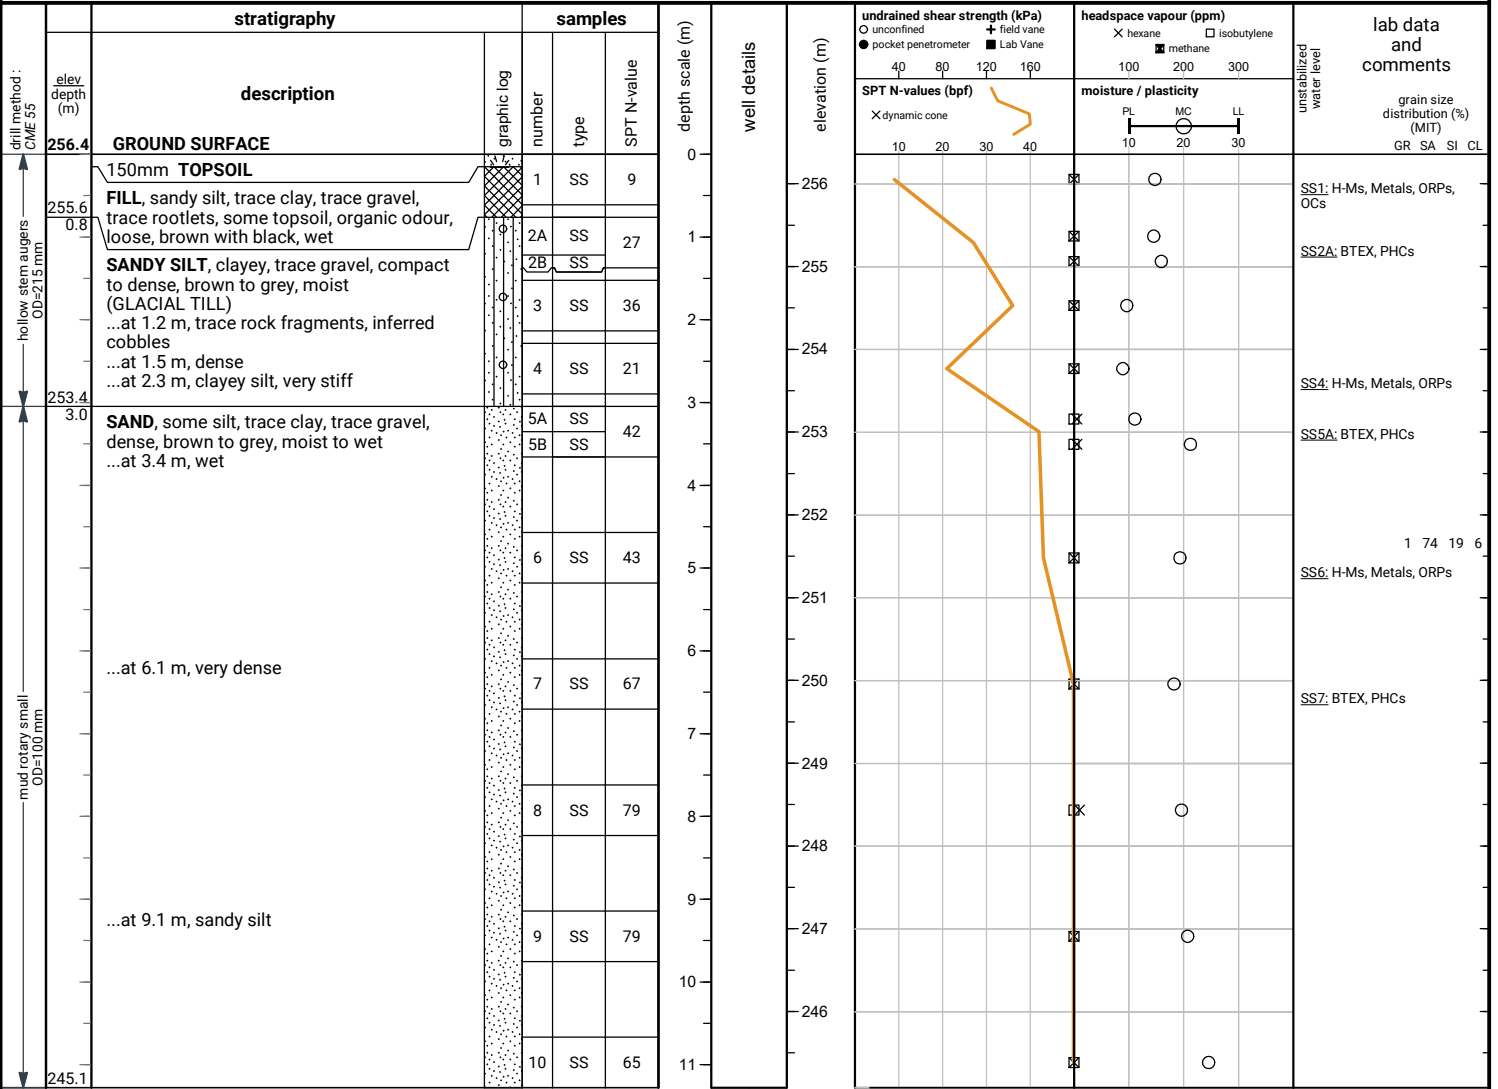 stratigraphy
samples
drill method :
CME 55
elev
depth
(m)
description
graphic log
number
type
SPT N-value
depth scale (m)
well details
elevation (m)
undrained shear strength (kPa)
unconfined
field vane
pocket penetrometer
Lab Vane
40 80 120 160
SPT N-values (bpf)
dynamic cone
10 20 30 40
headspace vapour (ppm)
hexane
isobutylene
methane
100 200 300
moisture / plasticity
PL MC LL
10 20 30
unstabilized
water level
lab data
and
comments
grain size
distribution (%)
(MIT)
GR SA SI CL
256.4 GROUND SURFACE
150mm TOPSOIL
FILL, sandy silt, trace clay, trace gravel,
trace rootlets, some topsoil, organic odour,
loose, brown with black, wet
255.6
0.8
SANDY SILT, clayey, trace gravel, compact
to dense, brown to grey, moist
(GLACIAL TILL)
...at 1.2 m, trace rock fragments, inferred
cobbles
...at 1.5 m, dense
...at 2.3 m, clayey silt, very stiff
253.4
3.0
SAND, some silt, trace clay, trace gravel,
dense, brown to grey, moist to wet
...at 3.4 m, wet
...at 6.1 m, very dense
...at 9.1 m, sandy silt
245.1
hollow stem augers
OD=215 mm
mud rotary small
OD=100 mm
1 SS 9
2A SS 27
2B SS
3 SS 36
4 SS 21
5A SS 42
5B SS
6 SS 43
7 SS 67
8 SS 79
9 SS 79
10 SS 65
0
1
2
3
4
5
6
7
8
9
10
11
256
255
254
253
252
251
250
249
248
247
246
SS1: H-Ms, Metals, ORPs,
OCs
SS2A: BTEX, PHCs
SS4: H-Ms, Metals, ORPs
SS5A: BTEX, PHCs
1 74 19 6
SS6: H-Ms, Metals, ORPs
SS7: BTEX, PHCs